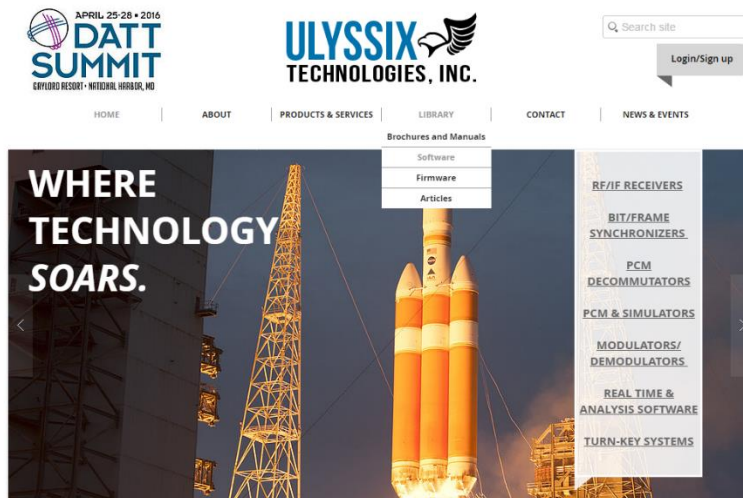 APRIL 25-28 • 2016
DATT
SUMMIT
GAYLORD RESORT • NATIONAL HARBOR, MD
ULYSSIX
TECHNOLOGIES, INC.
Search site
Login/Sign up
HOME
ABOUT
PRODUCTS & SERVICES
LIBRARY
CONTACT
NEWS & EVENTS
Brochures and Manuals
Software
Firmware
Articles
WHERE
TECHNOLOGY
SOARS.
RF/IF RECEIVERS
BIT/FRAME
SYNCHRONIZERS
PCM
DECOMMUTATORS
PCM & SIMULATORS
MODULATORS/
DEMODULATORS
REAL TIME &
ANALYSIS SOFTWARE
TURN-KEY SYSTEMS